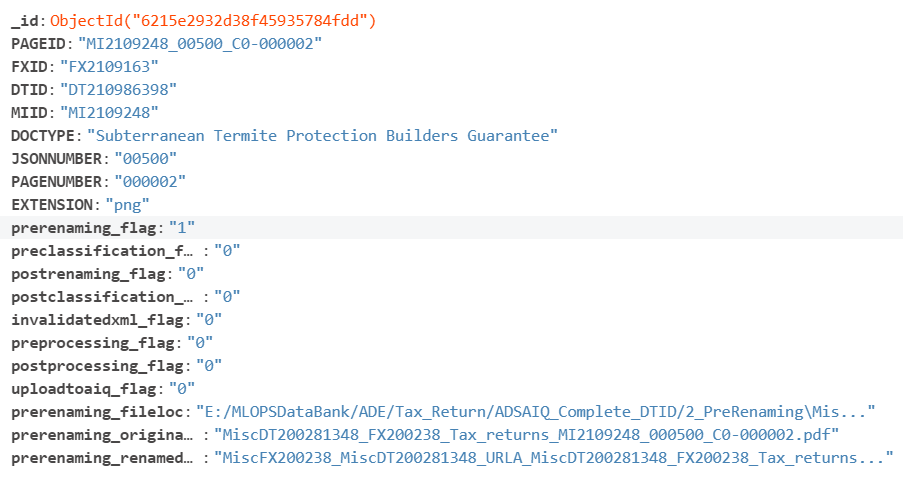 _id: ObjectId("6215e2932d38f45935784fdd")
PAGEID: "MI2109248_00500_C0-000002"
FXID: "FX2109163"
DTID: "DT210986398"
MIID: "MI2109248"
DOCTYPE: "Subterranean Termite Protection Builders Guarantee"
JSONNUMBER: "00500"
PAGENUMBER: "000002"
EXTENSION: "png"
prerenaming_flag: "1"
preclassification_f… : "0"
postrenaming_flag: "0"
postclassification_… : "0"
invalidatedxml_flag: "0"
preprocessing_flag: "0"
postprocessing_flag: "0"
uploadtoaiq_flag: "0"
prerenaming_fileloc: "E:/MLOPSDataBank/ADE/Tax_Return/ADSAIQ_Complete_DTID/2_PreRenaming\Mis..."
prerenaming_origina… : "MiscDT200281348_FX200238_Tax_returns_MI2109248_000500_C0-000002.pdf"
prerenaming_renamed… : "MiscFX200238_MiscDT200281348_URLA_MiscDT200281348_FX200238_Tax_returns..."